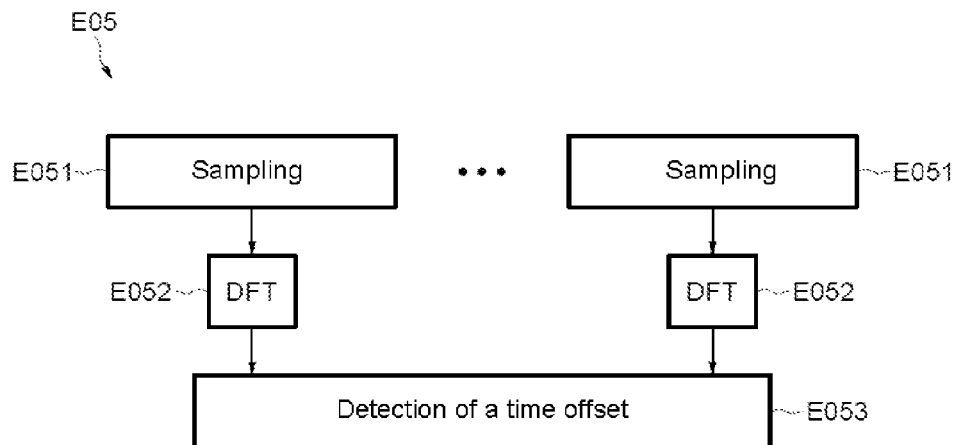 E05
E051 Sampling ... Sampling E051
E052 DFT DFT E052
Detection of a time offset E053